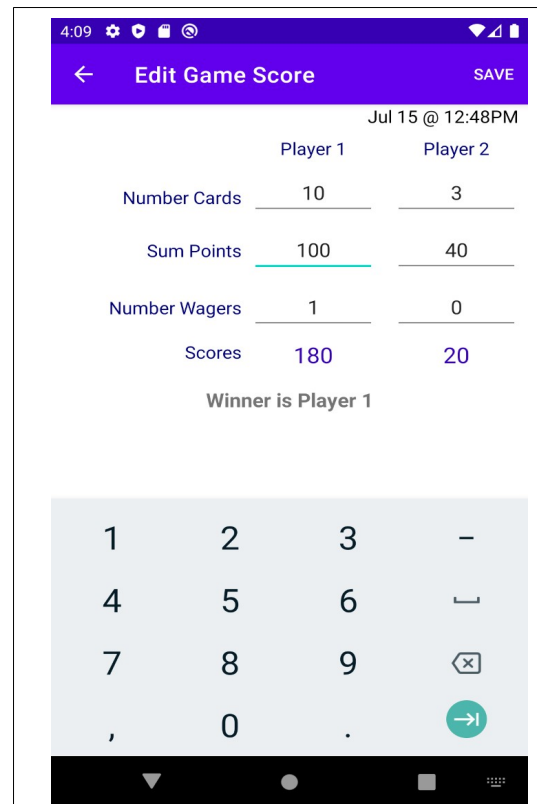 4:09
Edit Game Score SAVE
Jul 15 @ 12:48PM
Player 1 Player 2
Number Cards 10 3
Sum Points 100 40
Number Wagers 1 0
Scores 180 20
Winner is Player 1
1 2 3 -
4 5 6
7 8 9
, 0 .